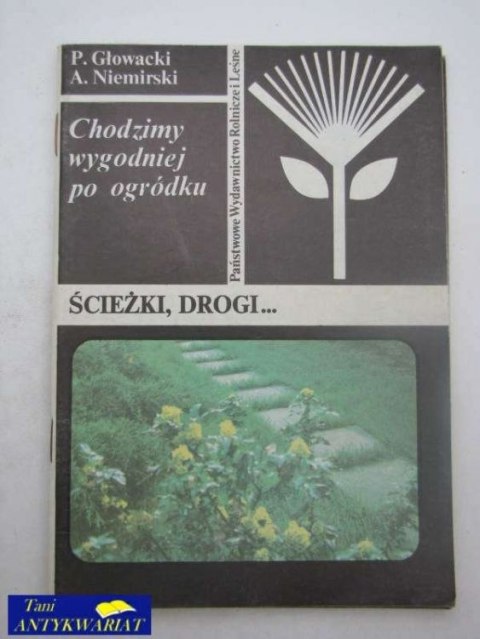 P. Głowacki
A. Niemirski
Chodzimy
wygodniej
po ogródku
Państwowe Wydawnictwo Rolnicze i Leśne
ŚCIEŻKI, DROGI...
Tani
ANTYKWARIAT